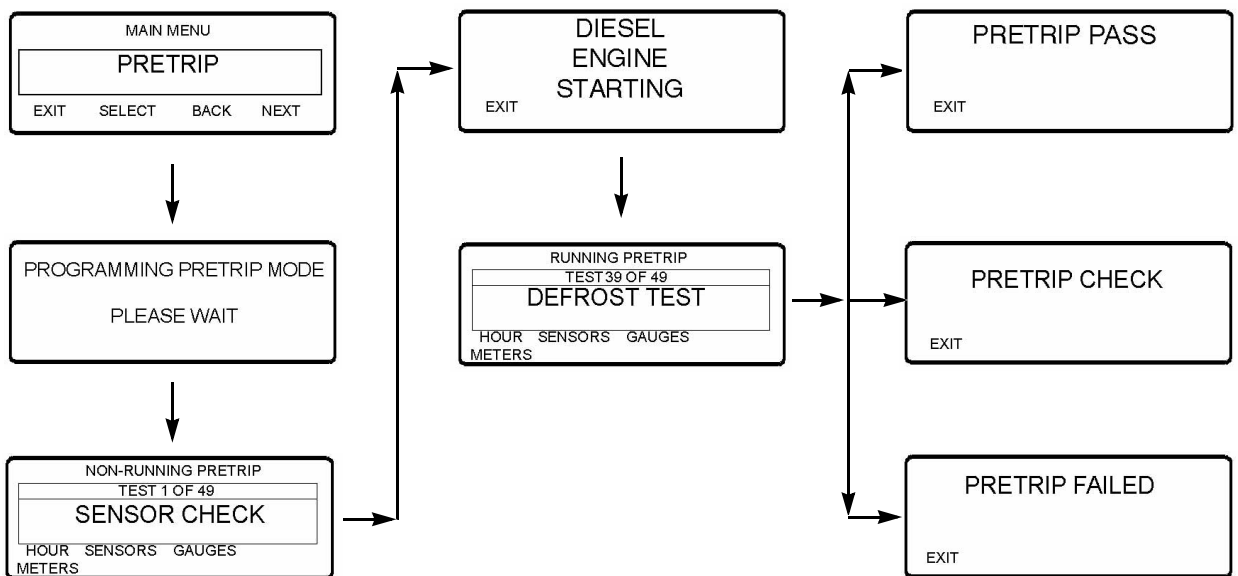 MAIN MENU
PRETRIP
EXIT SELECT BACK NEXT
PROGRAMMING PRETRIP MODE
PLEASE WAIT
NON-RUNNING PRETRIP
TEST 1 OF 49
SENSOR CHECK
HOUR SENSORS GAUGES
METERS
DIESEL
ENGINE
STARTING
EXIT
RUNNING PRETRIP
TEST 39 OF 49
DEFROST TEST
HOUR SENSORS GAUGES
METERS
PRETRIP PASS
EXIT
PRETRIP CHECK
EXIT
PRETRIP FAILED
EXIT